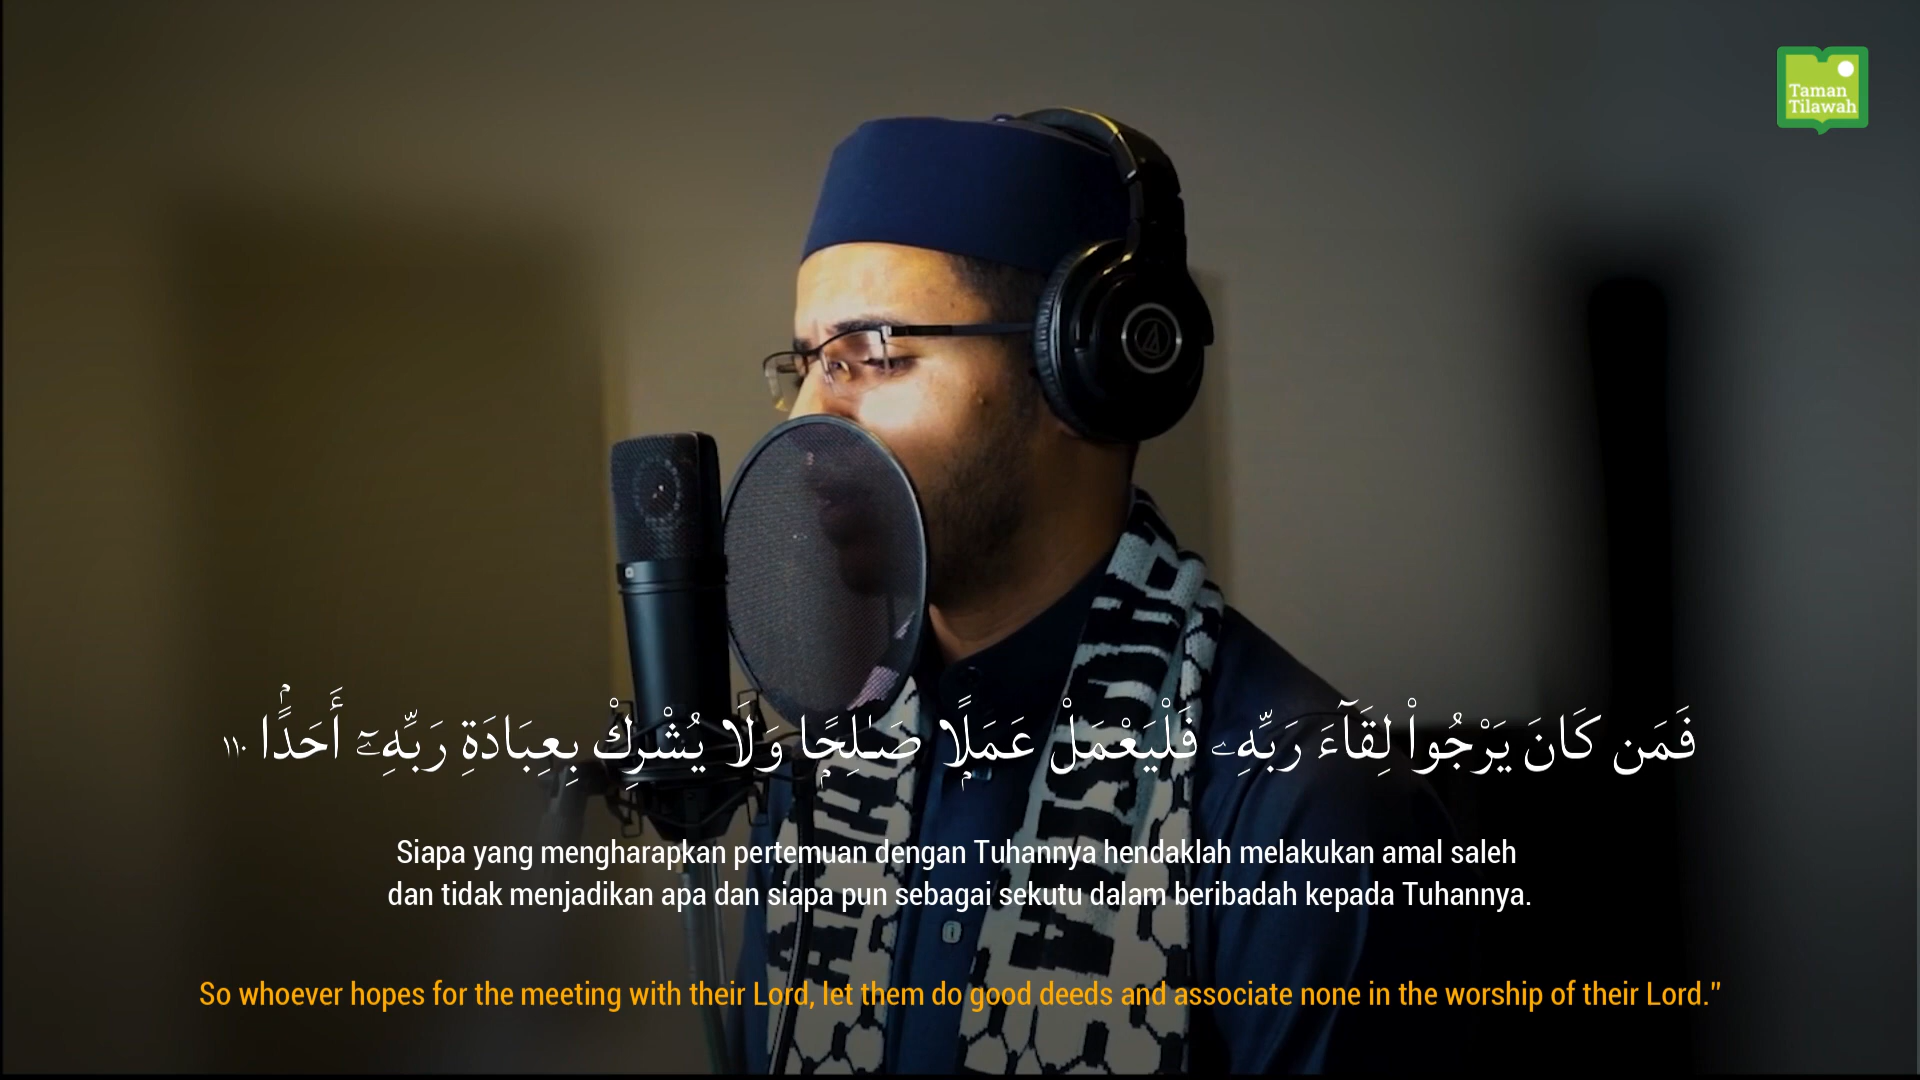 Taman
Tilawah
فَمَن كَانَ يَرْجُوا۟ لِقَآءَ رَبِّهِۦ فَلْيَعْمَلْ عَمَلًۭا صَـٰلِحًۭا وَلَا يُشْرِكْ بِعِبَادَةِ رَبِّهِۦٓ أَحَدًۢا ١١٠
Siapa yang mengharapkan pertemuan dengan Tuhannya hendaklah melakukan amal saleh
dan tidak menjadikan apa dan siapa pun sebagai sekutu dalam beribadah kepada Tuhannya.
So whoever hopes for the meeting with their Lord, let them do good deeds and associate none in the worship of their Lord.”